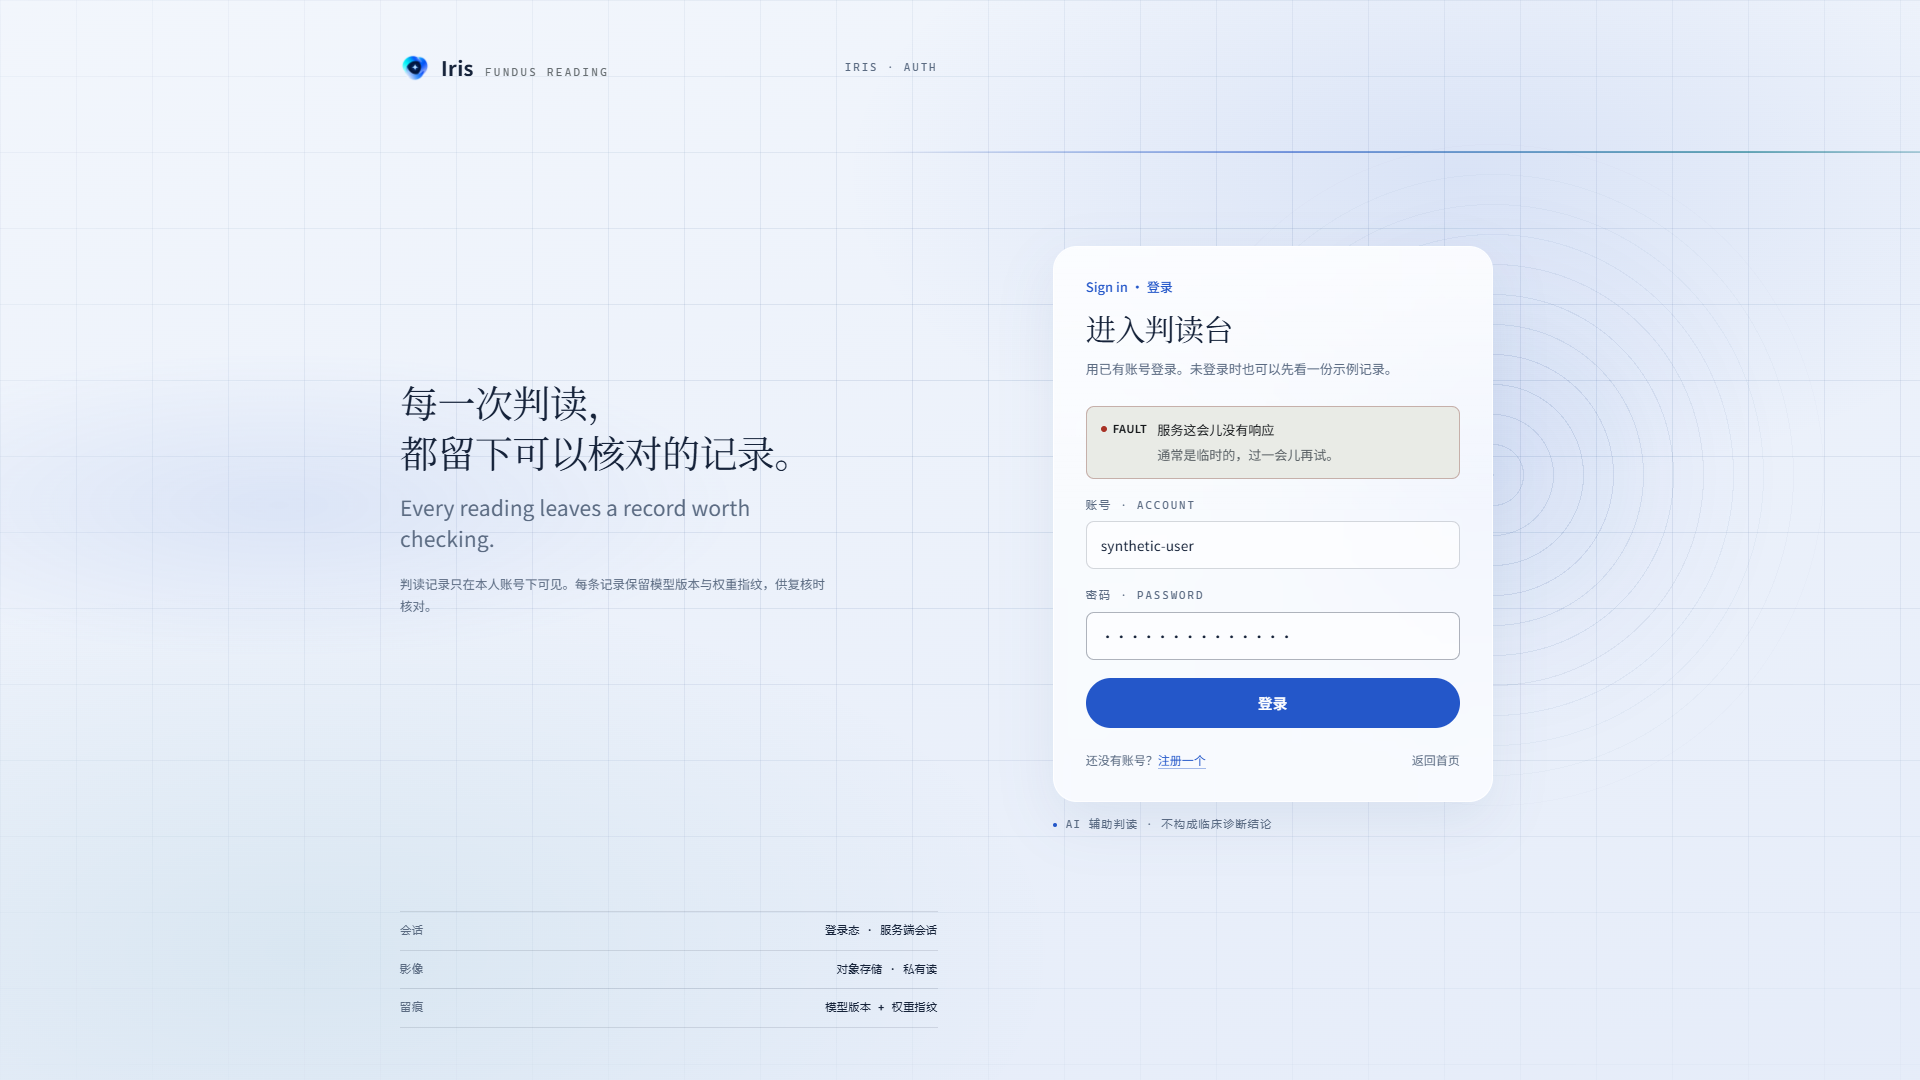 Iris FUNDUS READING
IRIS · AUTH
每一次判读，
都留下可以核对的记录。
Every reading leaves a record worth
checking.
判读记录只在本人账号下可见。每条记录保留模型版本与权重指纹，供复核时
核对。
会话 登录态 · 服务端会话
影像 对象存储 · 私有读
留痕 模型版本 + 权重指纹
Sign in · 登录
进入判读台
用已有账号登录。未登录时也可以先看一份示例记录。
FAULT 服务这会儿没有响应
通常是临时的，过一会儿再试。
账号 · ACCOUNT
synthetic-user
密码 · PASSWORD
登录
还没有账号？注册一个 返回首页
AI 辅助判读 · 不构成临床诊断结论